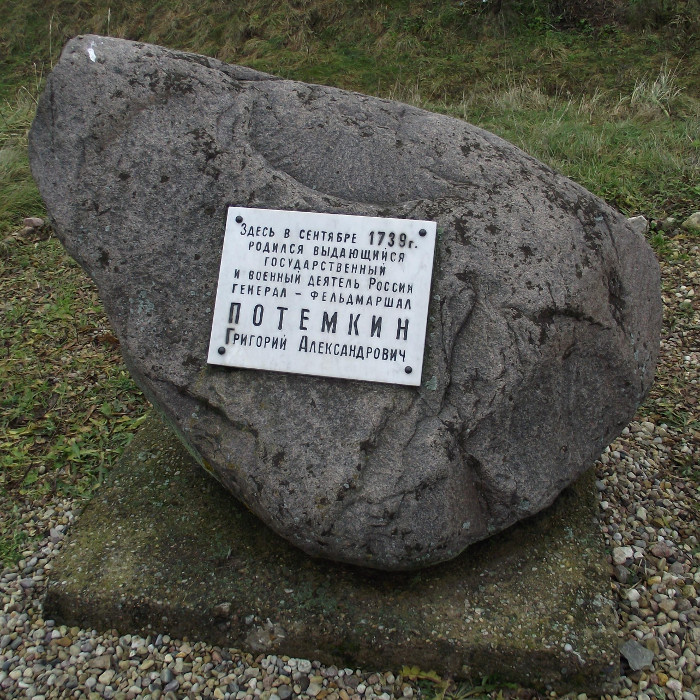 Здесь в сентябре 1739г.
родился выдающийся
государственный
и военный деятель России
генерал – фельдмаршал
ПОТЕМКИН
Григорий Александрович